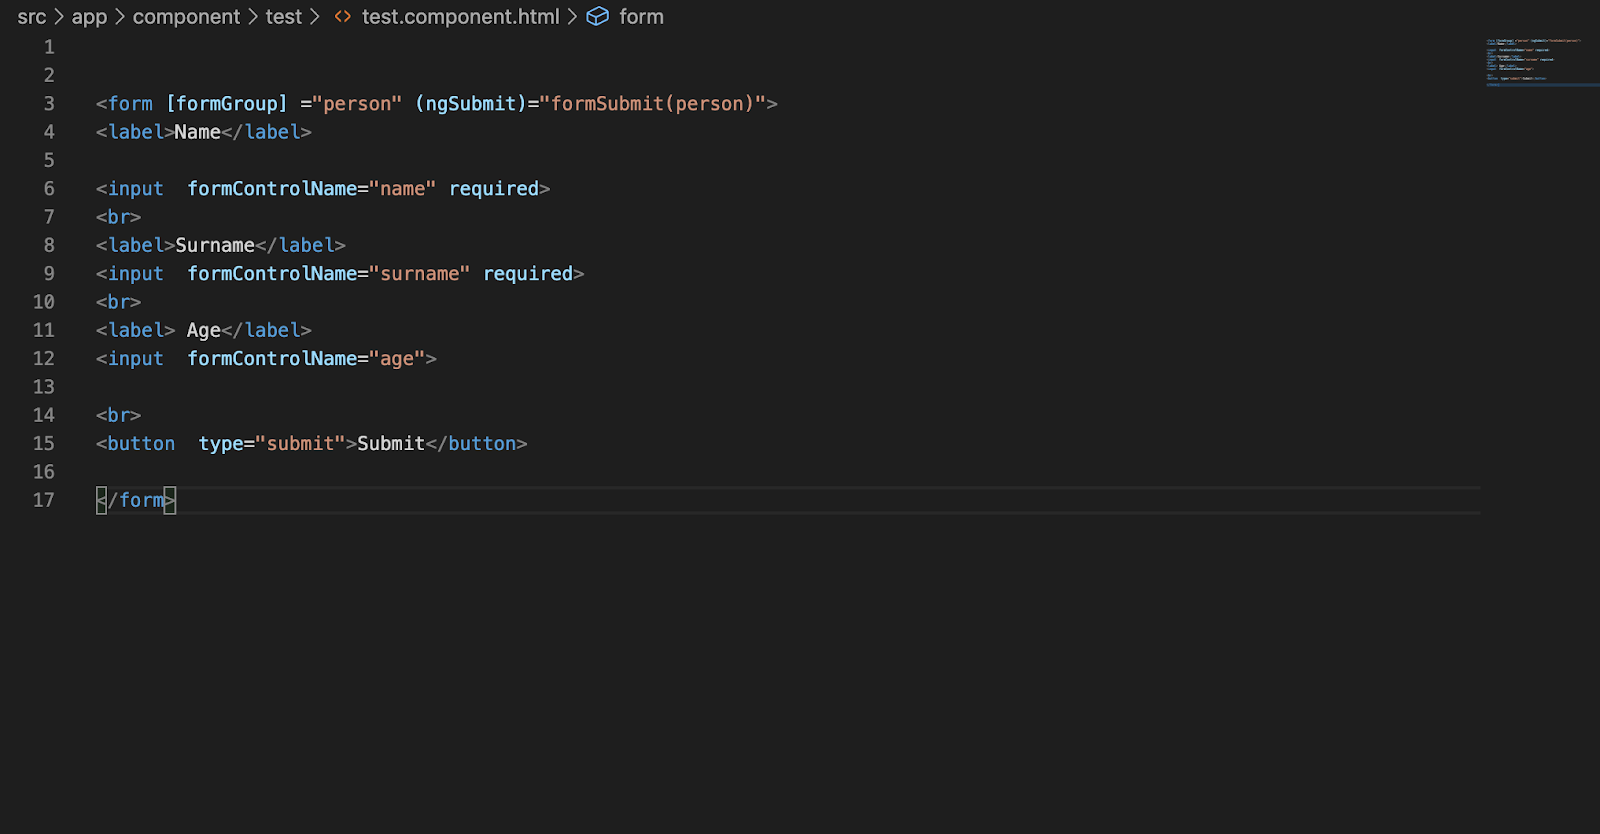 src > app > component > test > <> test.component.html > form
1
2
3 <form [formGroup] ="person" (ngSubmit)="formSubmit(person)">
4 <label>Name</label>
5
6 <input  formControlName="name" required>
7 <br>
8 <label>Surname</label>
9 <input  formControlName="surname" required>
10 <br>
11 <label> Age</label>
12 <input  formControlName="age">
13
14 <br>
15 <button  type="submit">Submit</button>
16
17 </form>